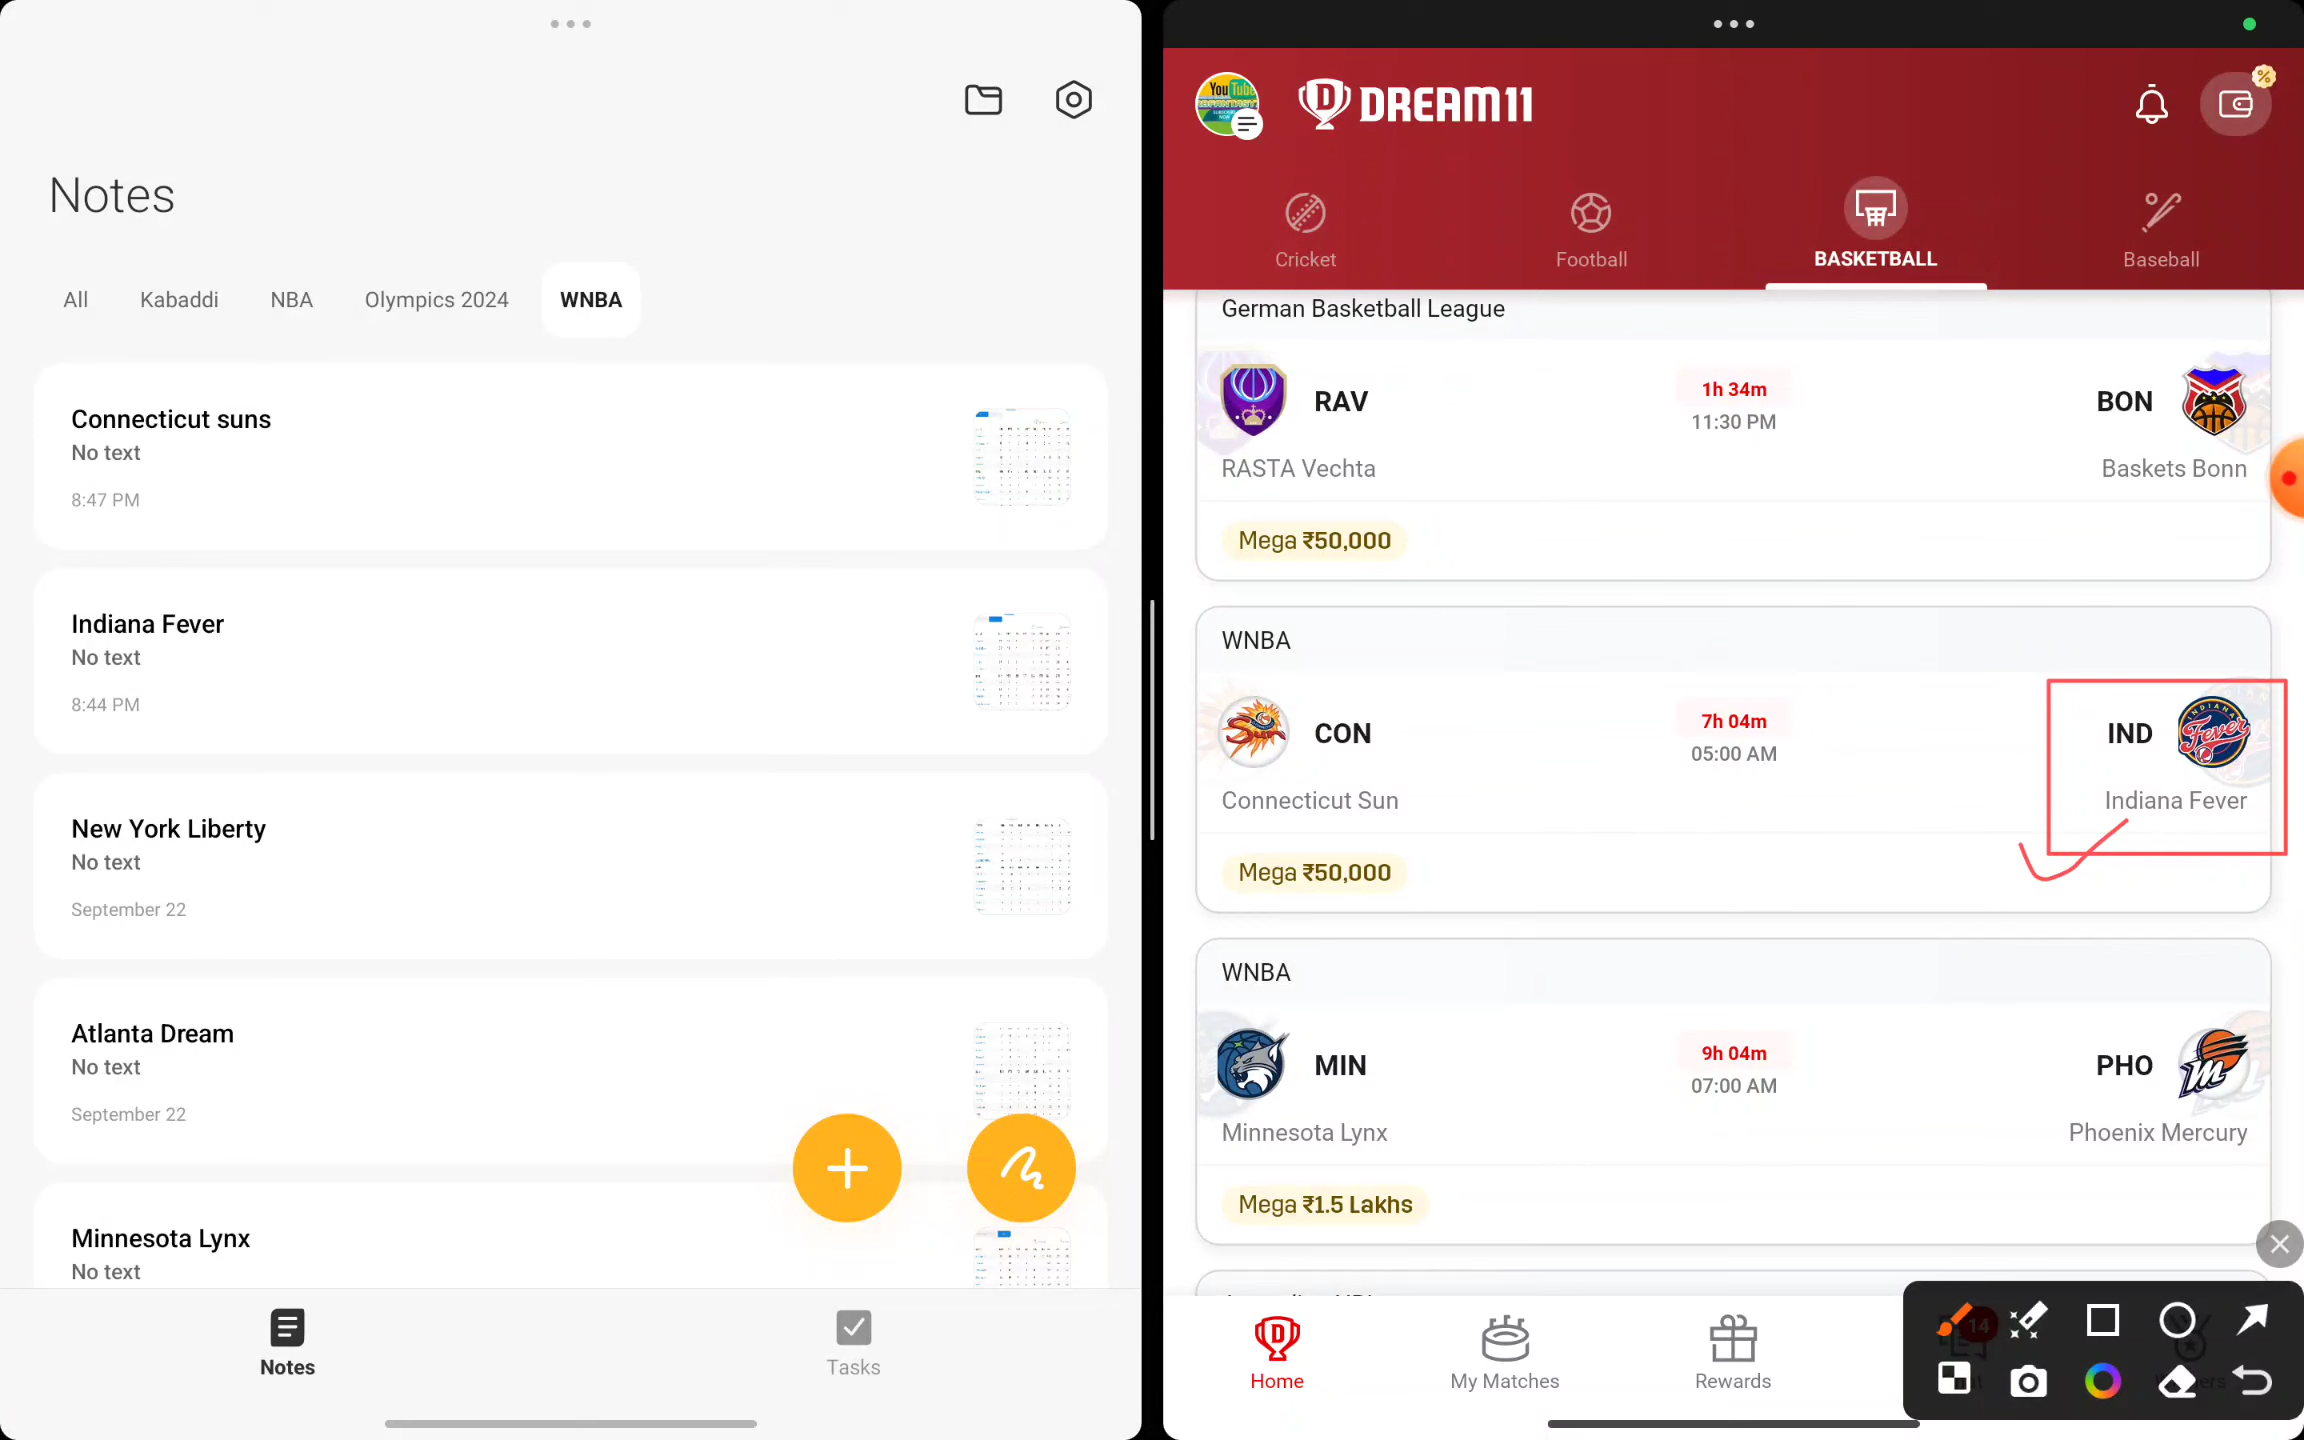 Notes
All
Kabaddi
NBA
Olympics 2024
WNBA
Connecticut suns
No text
8:47 PM
Indiana Fever
No text
8:44 PM
New York Liberty
No text
September 22
Atlanta Dream
No text
September 22
Minnesota Lynx
No text
Notes
Tasks
You Tube
DREAM11
Cricket
Football
BASKETBALL
Baseball
German Basketball League
RAV
1h 34m
11:30 PM
BON
RASTA Vechta
Baskets Bonn
Mega ₹50,000
WNBA
CON
7h 04m
05:00 AM
IND
Connecticut Sun
Indiana Fever
Mega ₹50,000
WNBA
MIN
9h 04m
07:00 AM
PHO
Minnesota Lynx
Phoenix Mercury
Mega ₹1.5 Lakhs
Home
My Matches
Rewards
14